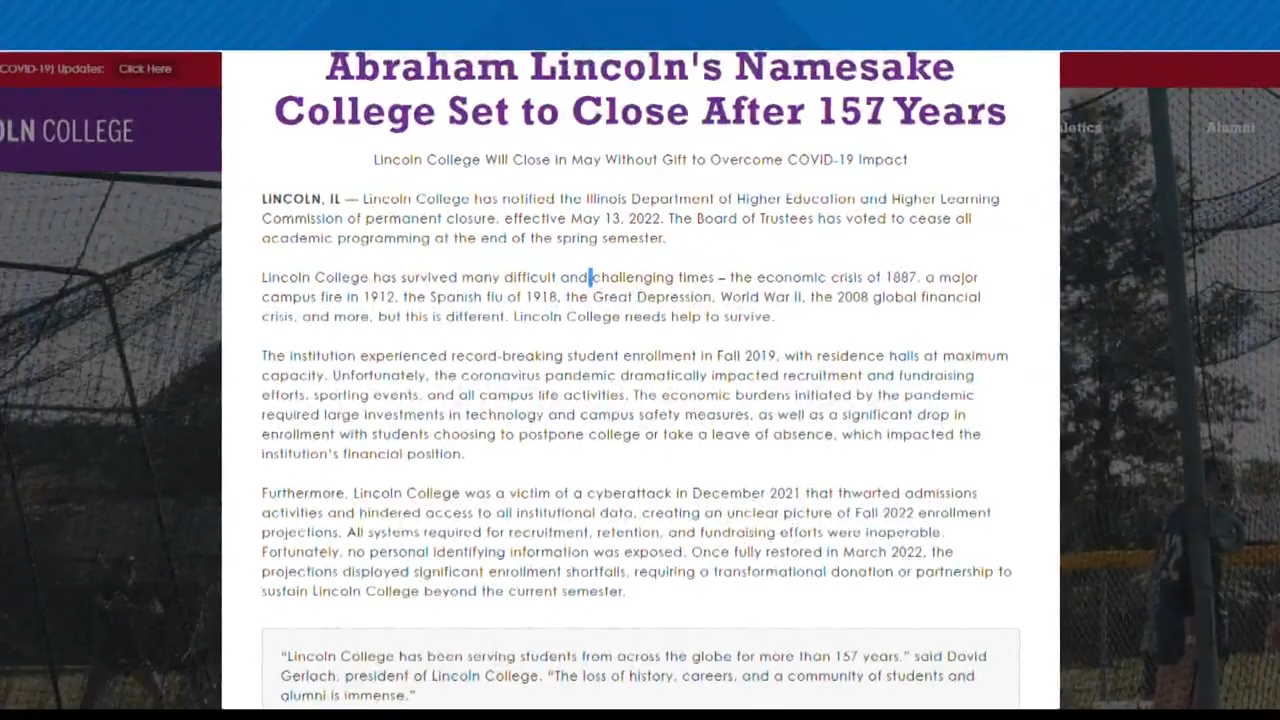 COVID-19) Updates: Click Here
OLN COLLEGE
Alumni
Abraham Lincoln's Namesake
College Set to Close After 157 Years
Lincoln College Will Close in May Without Gift to Overcome COVID-19 Impact
LINCOLN, IL — Lincoln College has notified the Illinois Department of Higher Education and Higher Learning
Commission of permanent closure, effective May 13, 2022. The Board of Trustees has voted to cease all
academic programming at the end of the spring semester.
Lincoln College has survived many difficult and challenging times – the economic crisis of 1887, a major
campus fire in 1912, the Spanish flu of 1918, the Great Depression, World War II, the 2008 global financial
crisis, and more, but this is different. Lincoln College needs help to survive.
The institution experienced record-breaking student enrollment in Fall 2019, with residence halls at maximum
capacity. Unfortunately, the coronavirus pandemic dramatically impacted recruitment and fundraising
efforts, sporting events, and all campus life activities. The economic burdens initiated by the pandemic
required large investments in technology and campus safety measures, as well as a significant drop in
enrollment with students choosing to postpone college or take a leave of absence, which impacted the
institution's financial position.
Furthermore, Lincoln College was a victim of a cyberattack in December 2021 that thwarted admissions
activities and hindered access to all institutional data, creating an unclear picture of Fall 2022 enrollment
projections. All systems required for recruitment, retention, and fundraising efforts were inoperable.
Fortunately, no personal identifying information was exposed. Once fully restored in March 2022, the
projections displayed significant enrollment shortfalls, requiring a transformational donation or partnership to
sustain Lincoln College beyond the current semester.
"Lincoln College has been serving students from across the globe for more than 157 years," said David
Gerlach, president of Lincoln College. "The loss of history, careers, and a community of students and
alumni is immense."